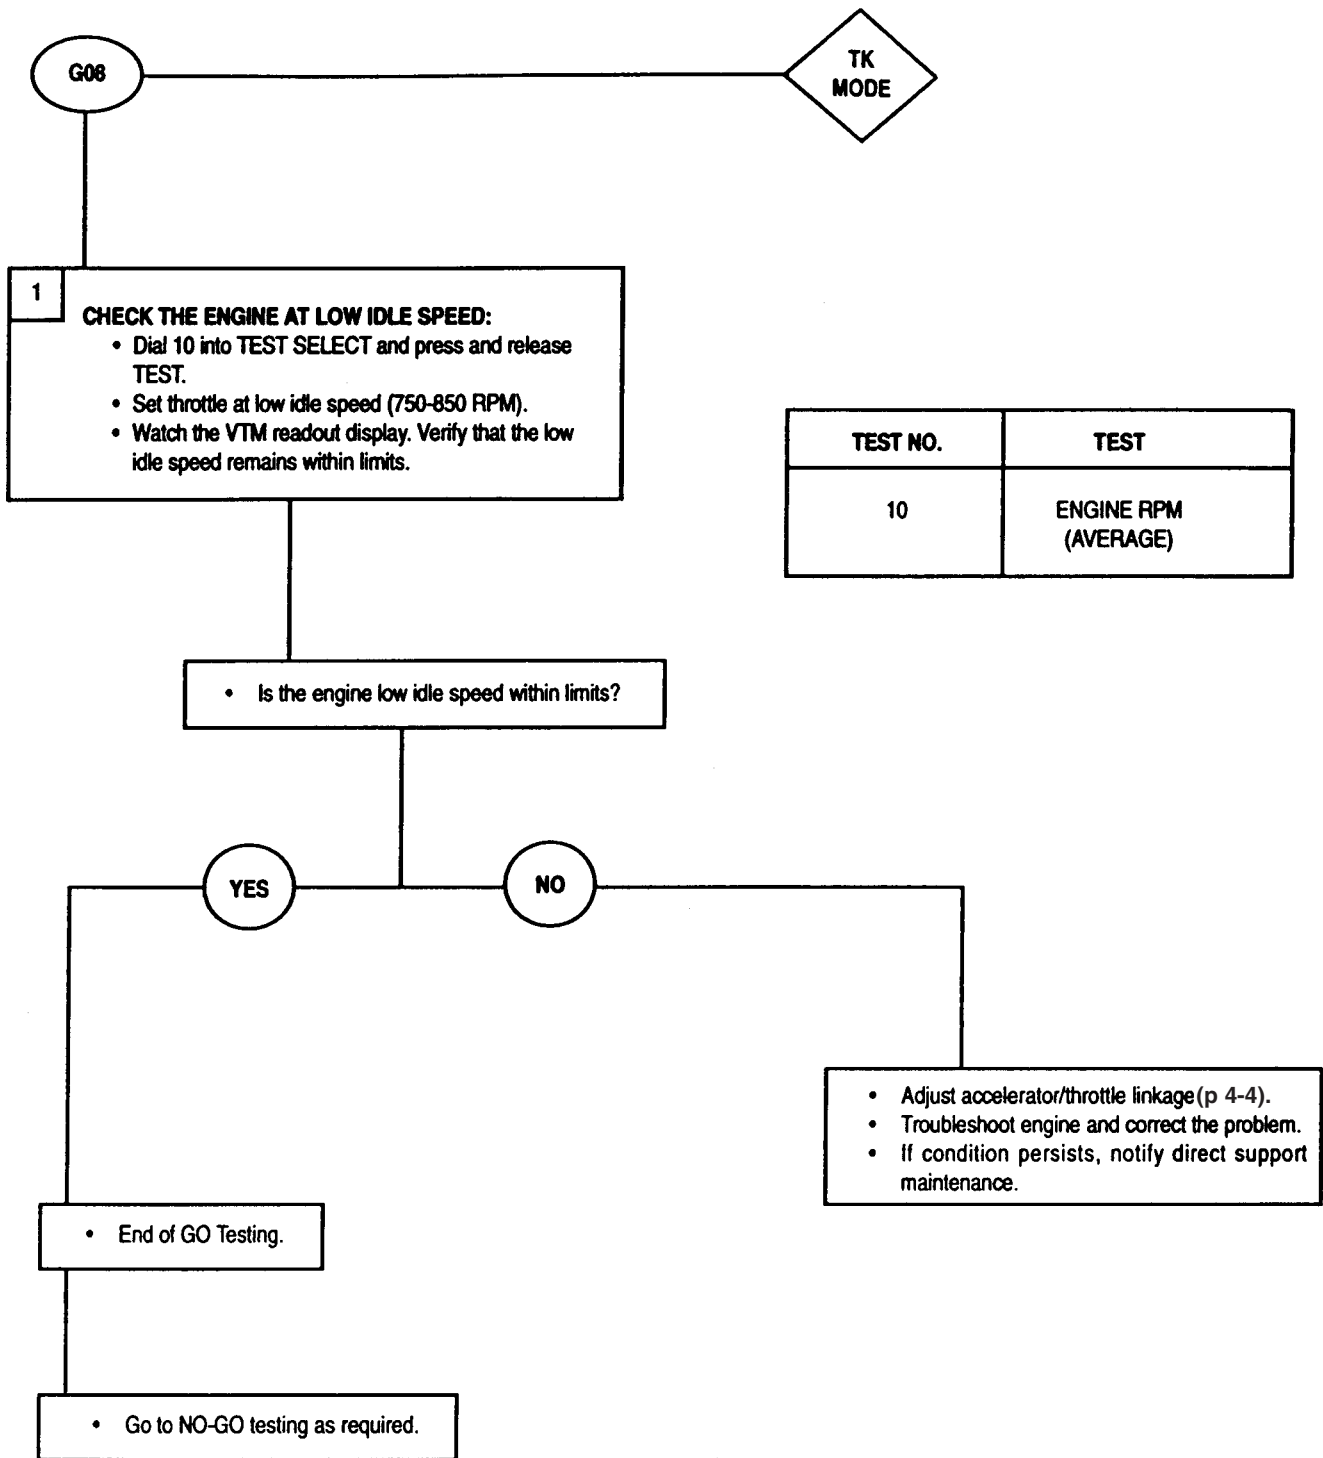 G08
TK
MODE
1
CHECK THE ENGINE AT LOW IDLE SPEED:
• Dial 10 into TEST SELECT and press and release
TEST.
• Set throttle at low idle speed (750-850 RPM).
• Watch the VTM readout display. Verify that the low
idle speed remains within limits.
TEST NO. TEST
10 ENGINE RPM
(AVERAGE)
• Is the engine low idle speed within limits?
YES
NO
• Adjust accelerator/throttle linkage (p 4-4).
• Troubleshoot engine and correct the problem.
• If condition persists, notify direct support
maintenance.
• End of GO Testing.
• Go to NO-GO testing as required.